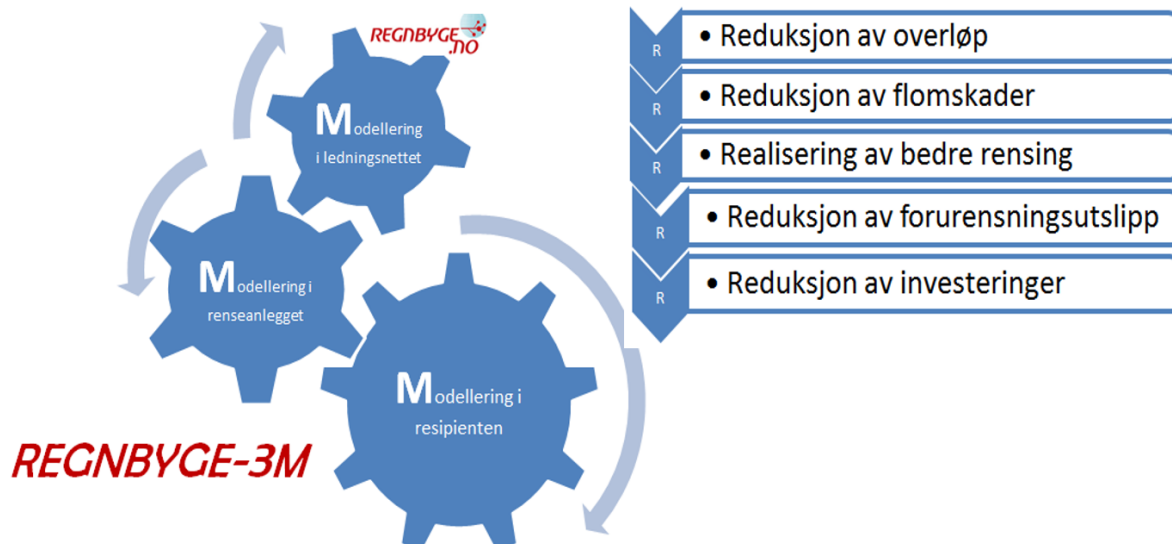 REGNBYGE
.NO
Modellering
i ledningsnettet
Modellering i
renseanlegget
Modellering i
resipienten
REGNBYGE-3M
R
• Reduksjon av overløp
R
• Reduksjon av flomskader
R
• Realisering av bedre rensing
R
• Reduksjon av forurensningsutslipp
R
• Reduksjon av investeringer